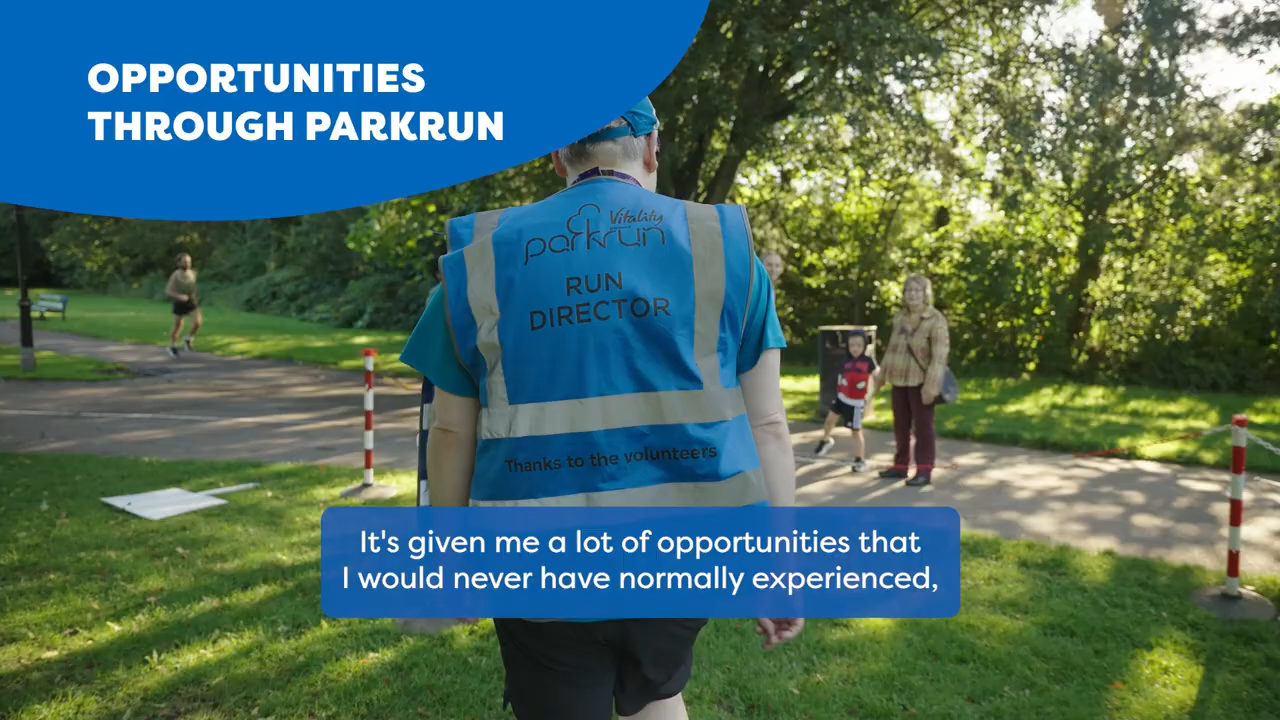 OPPORTUNITIES
THROUGH PARKRUN
Vitality
parkrun
RUN
DIRECTOR
Thanks to the volunteers
It's given me a lot of opportunities that
I would never have normally experienced,